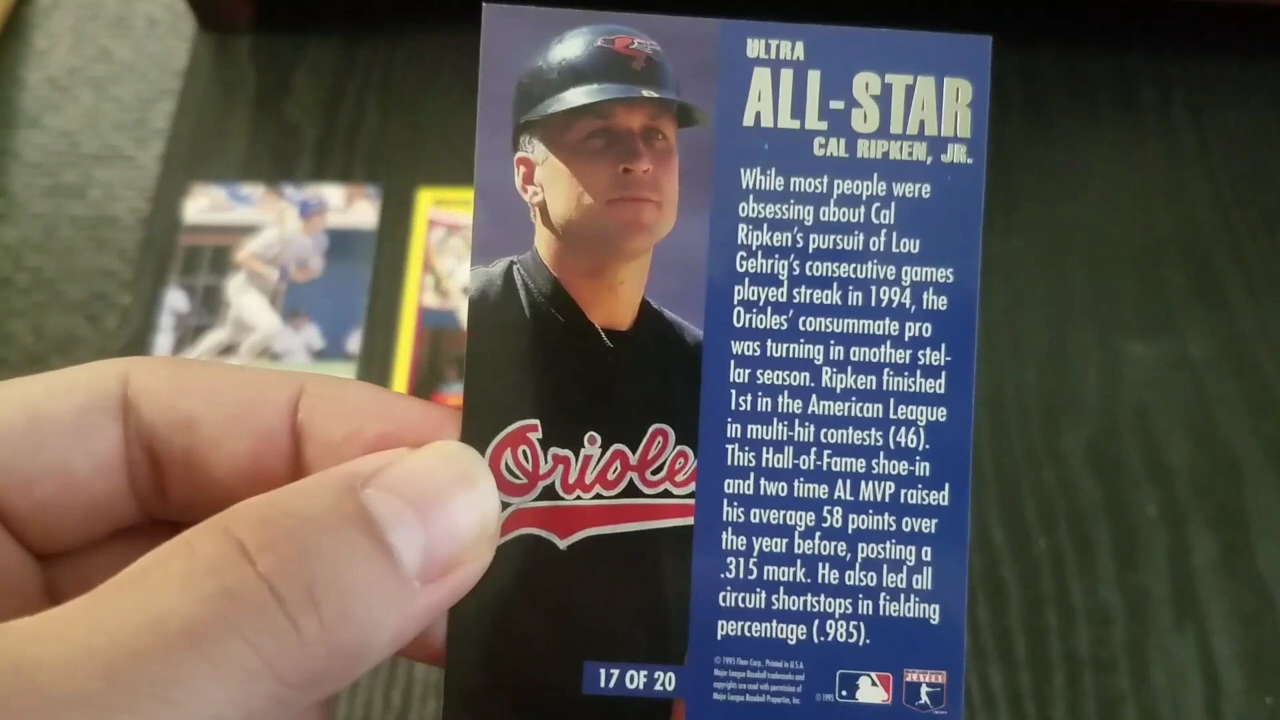 ULTRA
ALL-STAR
CAL RIPKEN, JR.
While most people were
obsessing about Cal
Ripken's pursuit of Lou
Gehrig's consecutive games
played streak in 1994, the
Orioles' consummate pro
was turning in another stel-
lar season. Ripken finished
1st in the American League
in multi-hit contests (46).
This Hall-of-Fame shoe-in
and two time AL MVP raised
his average 58 points over
the year before, posting a
.315 mark. He also led all
circuit shortstops in fielding
percentage (.985).
Oriole
17 OF 20
© 1995 Fleer Corp., Printed in U.S.A.
Major League Baseball trademarks and
copyrights are used with permission of
Major League Baseball Properties, Inc.
© 1995
PLAYERS